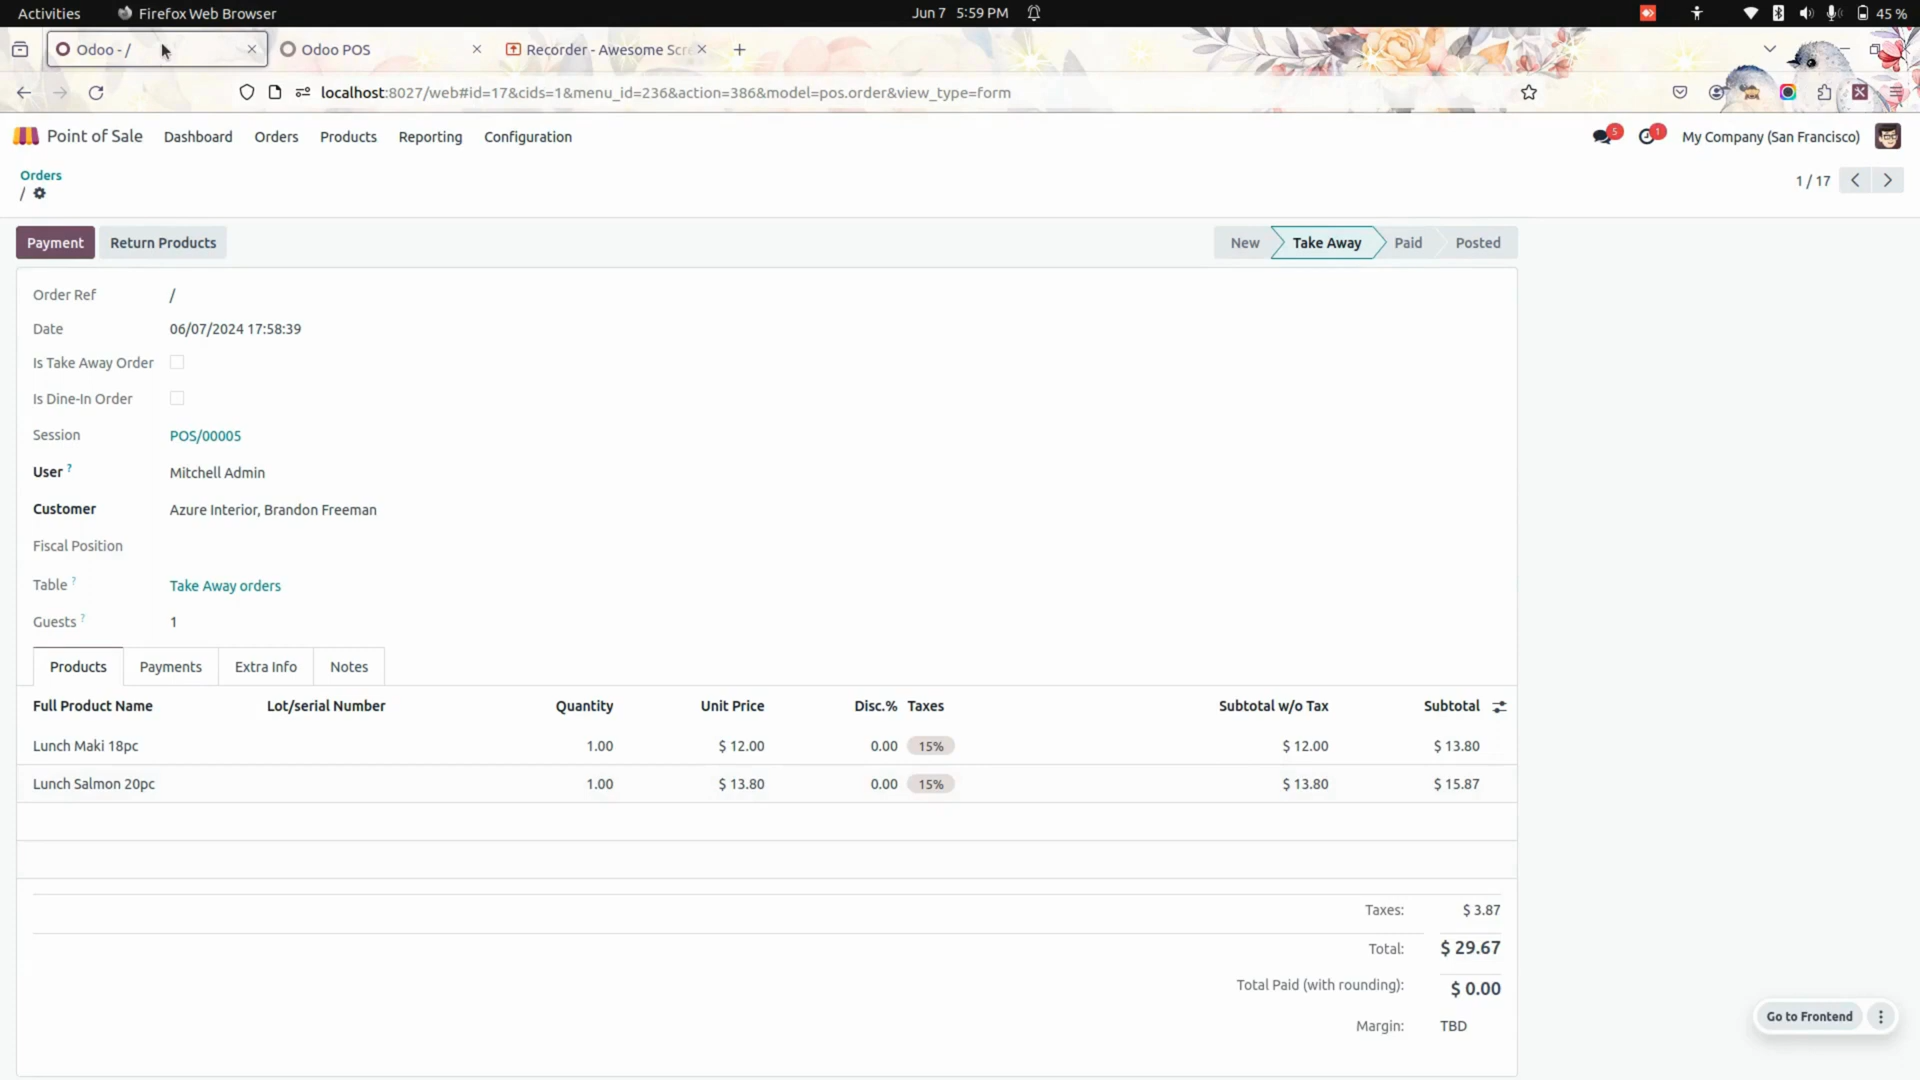 Activities Firefox Web Browser Jun 7 5:59 PM 45 %
Odoo - / Odoo POS Recorder - Awesome Scre
localhost:8027/web#id=17&cids=1&menu_id=236&action=386&model=pos.order&view_type=form
Point of Sale Dashboard Orders Products Reporting Configuration 5 1 My Company (San Francisco)
Orders
/ 1 / 17
Payment Return Products New Take Away Paid Posted
Order Ref /
Date 06/07/2024 17:58:39
Is Take Away Order
Is Dine-In Order
Session POS/00005
User ? Mitchell Admin
Customer Azure Interior, Brandon Freeman
Fiscal Position
Table ? Take Away orders
Guests ? 1
Products Payments Extra Info Notes
Full Product Name Lot/serial Number Quantity Unit Price Disc.% Taxes Subtotal w/o Tax Subtotal
Lunch Maki 18pc 1.00 $ 12.00 0.00 15% $ 12.00 $ 13.80
Lunch Salmon 20pc 1.00 $ 13.80 0.00 15% $ 13.80 $ 15.87
Taxes: $ 3.87
Total: $ 29.67
Total Paid (with rounding): $ 0.00
Go to Frontend
Margin: TBD